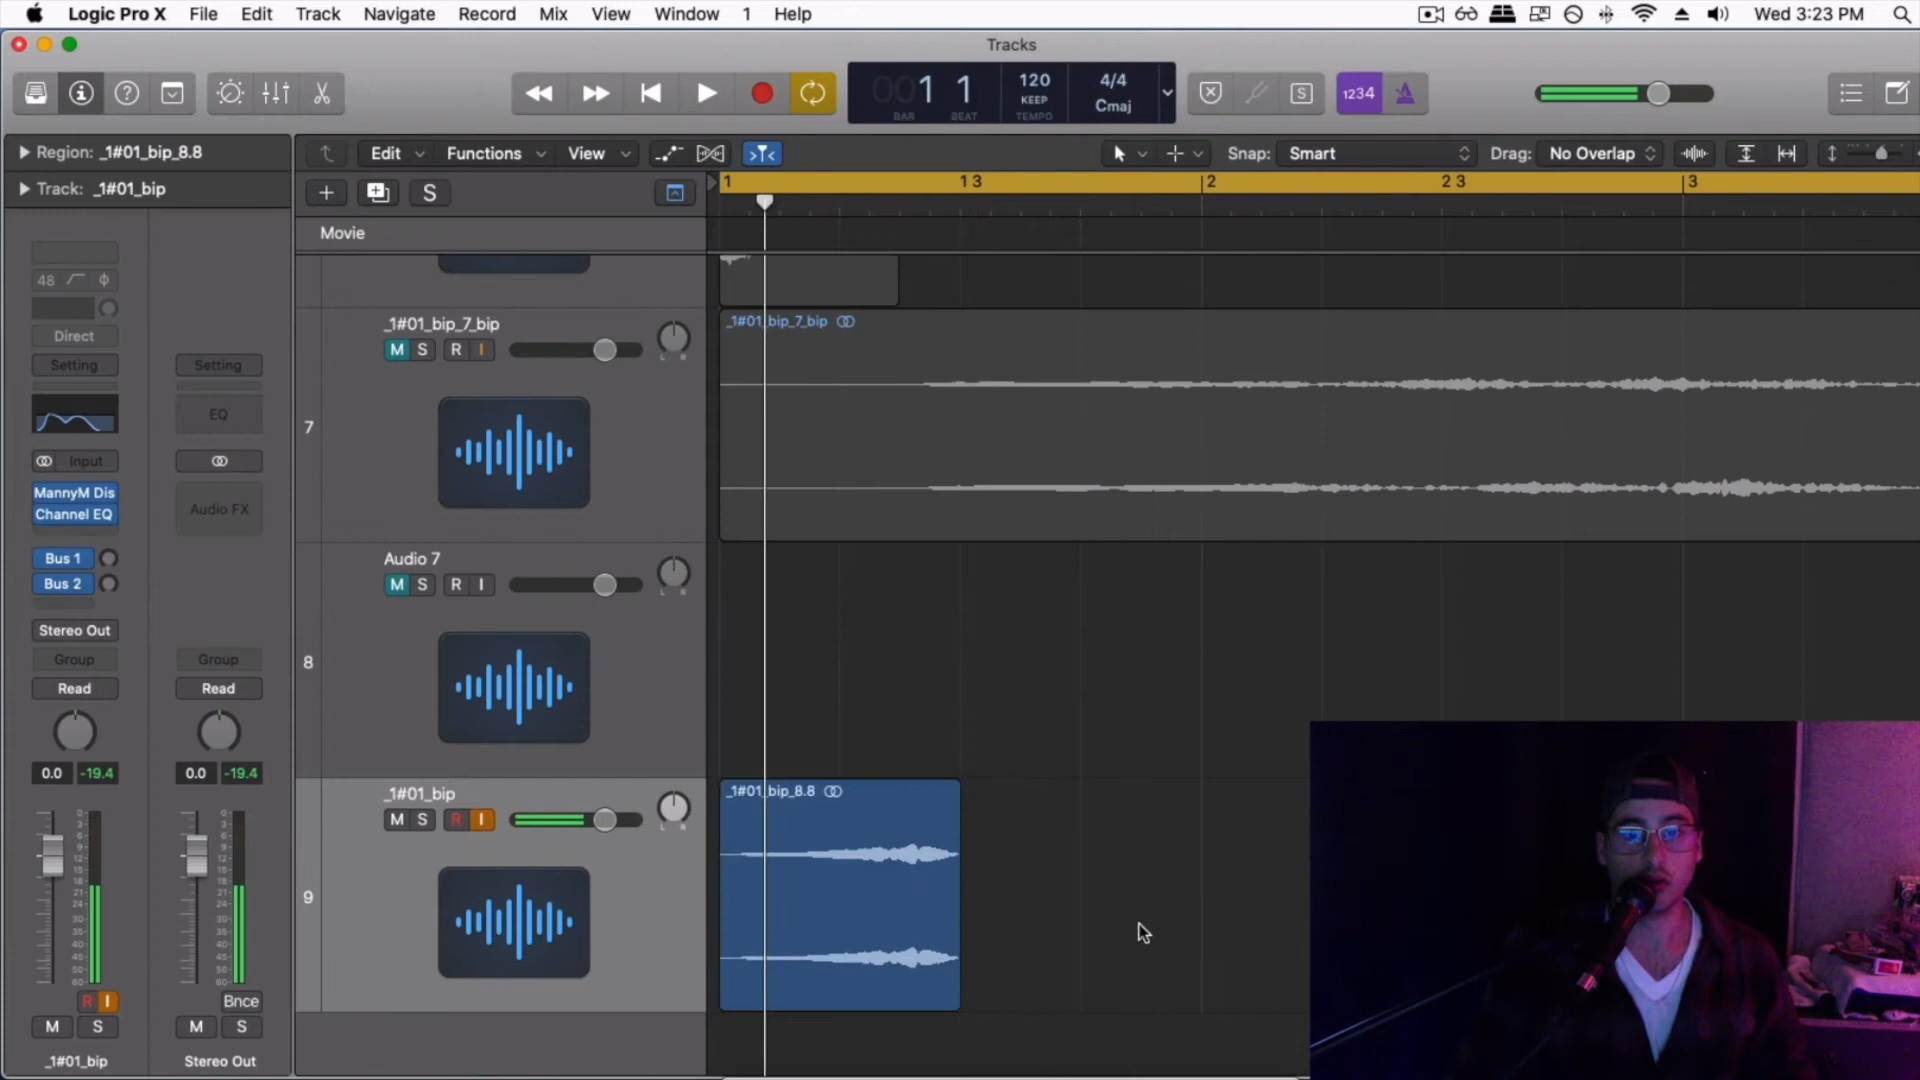 Logic Pro X File Edit Track Navigate Record Mix View Window 1 Help Wed 3:23 PM
Tracks
001 1 120 4/4
KEEP Cmaj
BAR BEAT TEMPO
1234
Region: _1#01_bip_8.8
Edit Functions View Snap: Smart Drag: No Overlap
Track: _1#01_bip
S
1 1 3 2 2 3 3
Movie
48
Direct
Setting Setting
EQ
Input
MannyM Dis
Channel EQ
Audio FX
Bus 1
Bus 2
Stereo Out
Group Group
Read Read
0.0 -19.4 0.0 -19.4
R I Bnce
M S M S
_1#01_bip Stereo Out
_1#01_bip_7_bip
M S R I
L R
7
Audio 7
M S R I
L R
8
_1#01_bip
M S R I
L R
9
_1#01_bip_7_bip
_1#01_bip_8.8